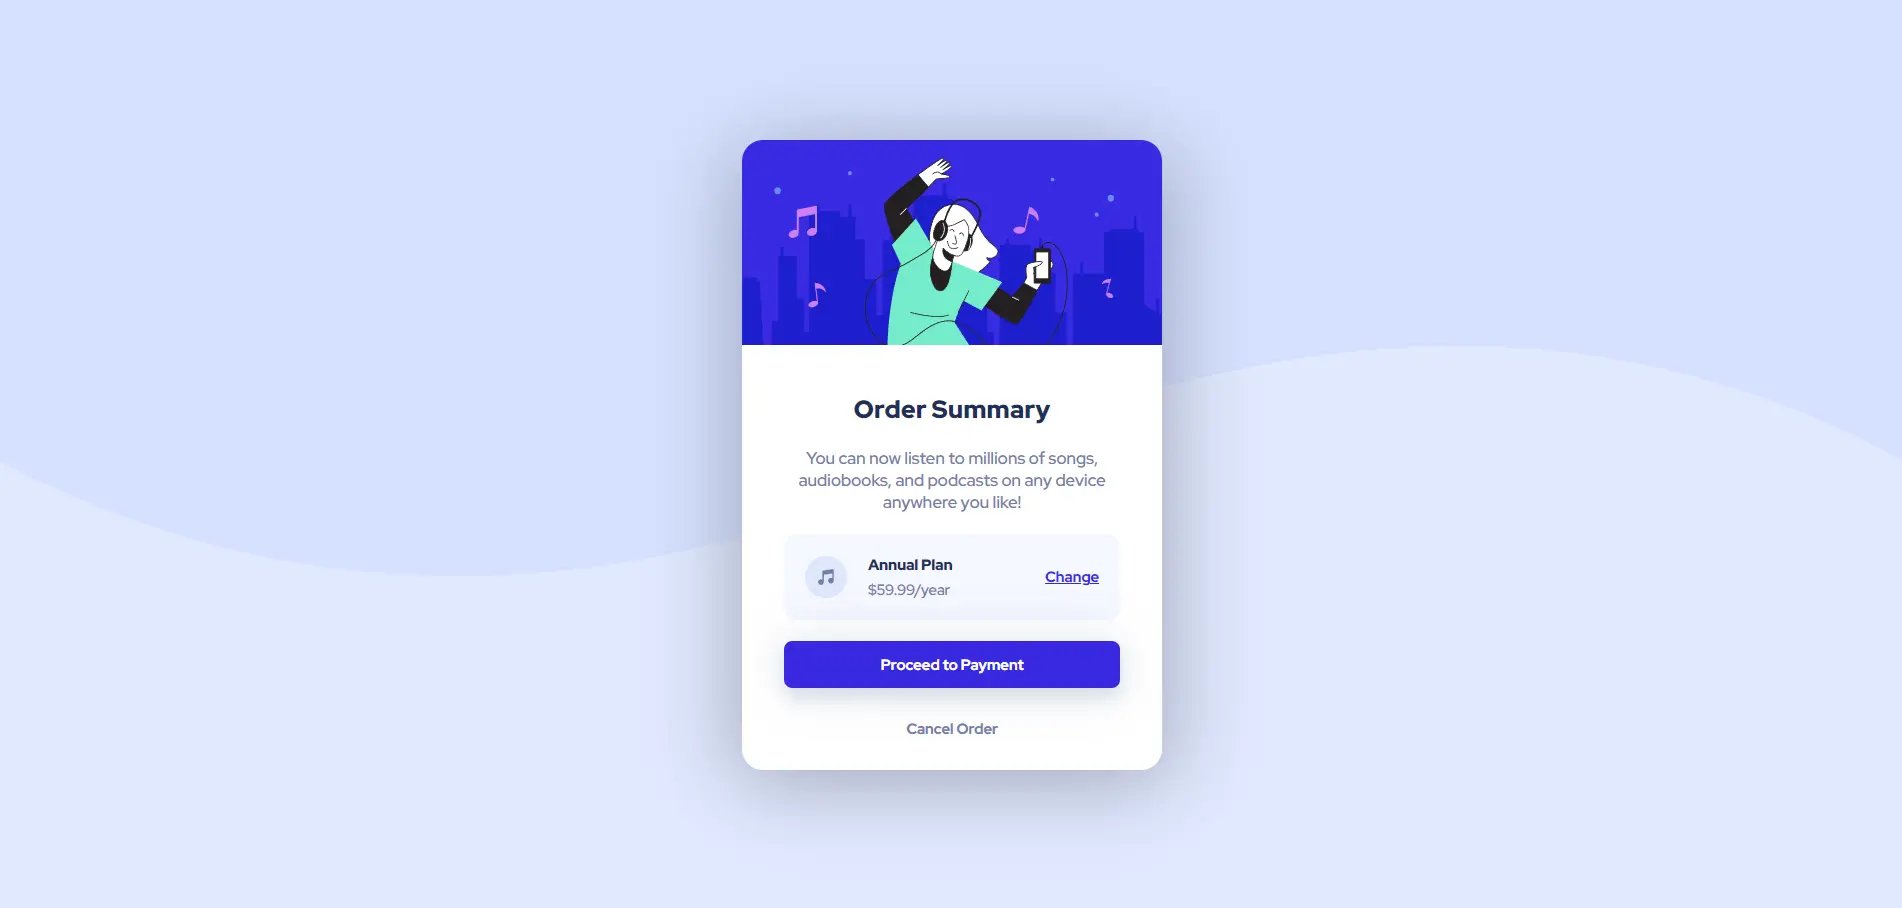 Order Summary
You can now listen to millions of songs,
audiobooks, and podcasts on any device
anywhere you like!
Annual Plan
$59.99/year
Change
Proceed to Payment
Cancel Order